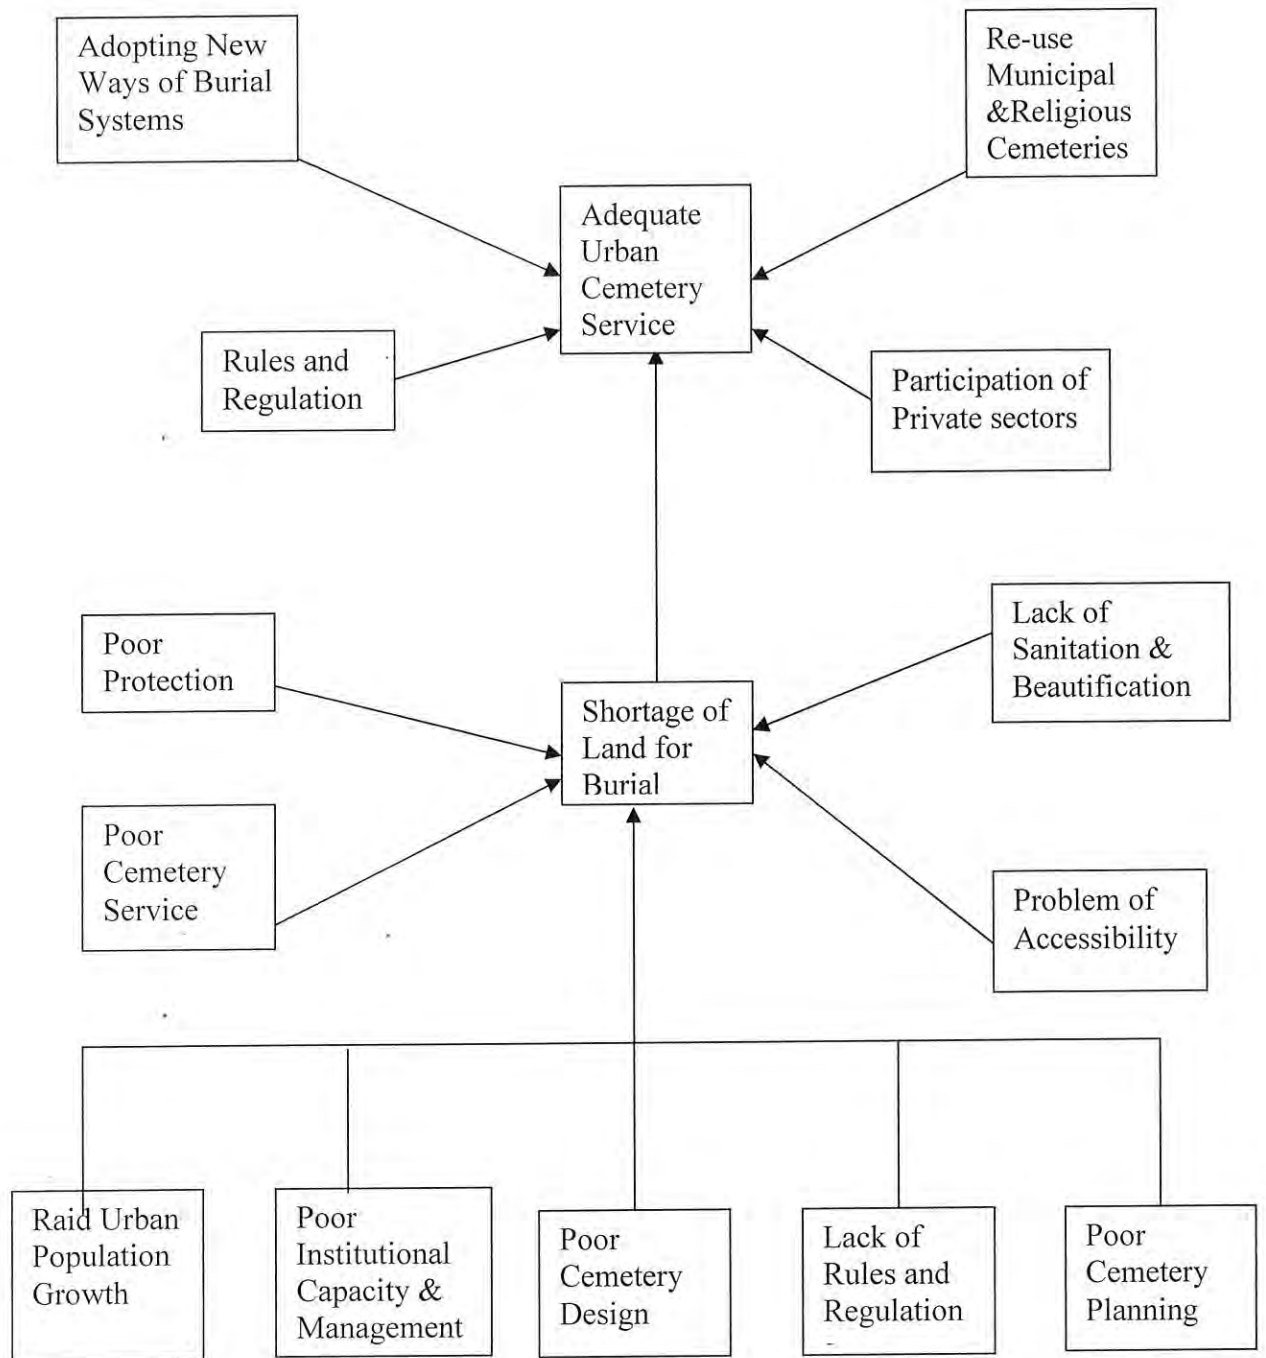 Adopting New
Ways of Burial
Systems
Re-use
Municipal
&Religious
Cemeteries
Adequate
Urban
Cemetery
Service
Rules and
Regulation
Participation of
Private sectors
Poor
Protection
Lack of
Sanitation &
Beautification
Shortage of
Land for
Burial
Poor
Cemetery
Service
Problem of
Accessibility
Raid Urban
Population
Growth
Poor
Institutional
Capacity &
Management
Poor
Cemetery
Design
Lack of
Rules and
Regulation
Poor
Cemetery
Planning